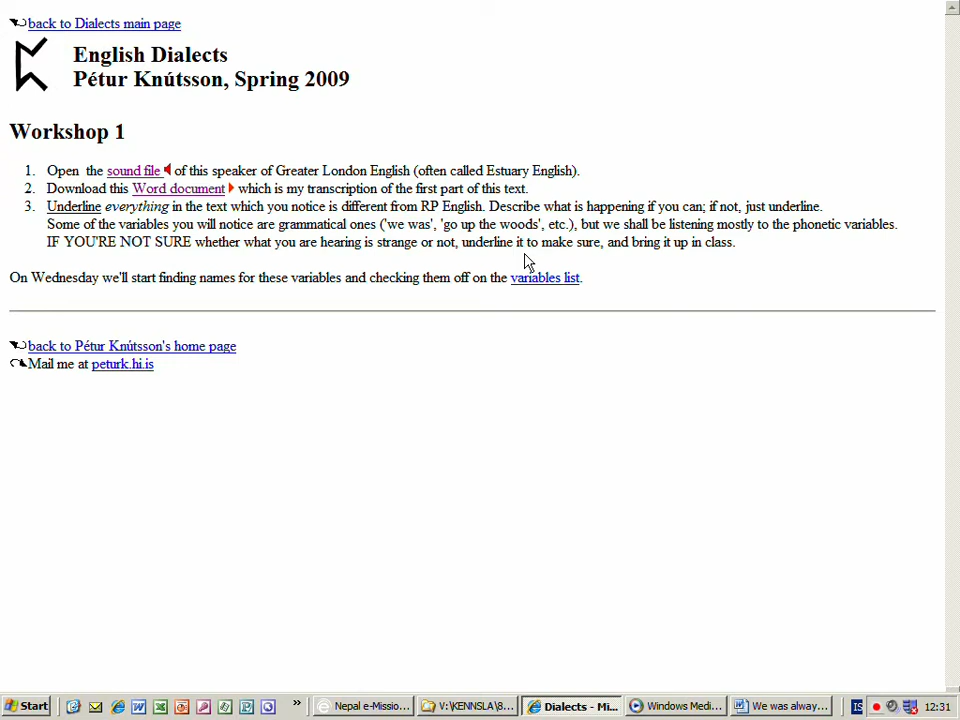 back to Dialects main page
English Dialects
Pétur Knútsson, Spring 2009
Workshop 1
1. Open the sound file of this speaker of Greater London English (often called Estuary English).
2. Download this Word document which is my transcription of the first part of this text.
3. Underline everything in the text which you notice is different from RP English. Describe what is happening if you can; if not, just underline.
Some of the variables you will notice are grammatical ones ('we was', 'go up the woods', etc.), but we shall be listening mostly to the phonetic variables.
IF YOU'RE NOT SURE whether what you are hearing is strange or not, underline it to make sure, and bring it up in class.
On Wednesday we'll start finding names for these variables and checking them off on the variables list.
back to Pétur Knútsson's home page
Mail me at peturk.hi.is
Start » Nepal e-Missio... V:\KENNSLA\8... Dialects - Mi... Windows Medi... We was alway... IS 12:31